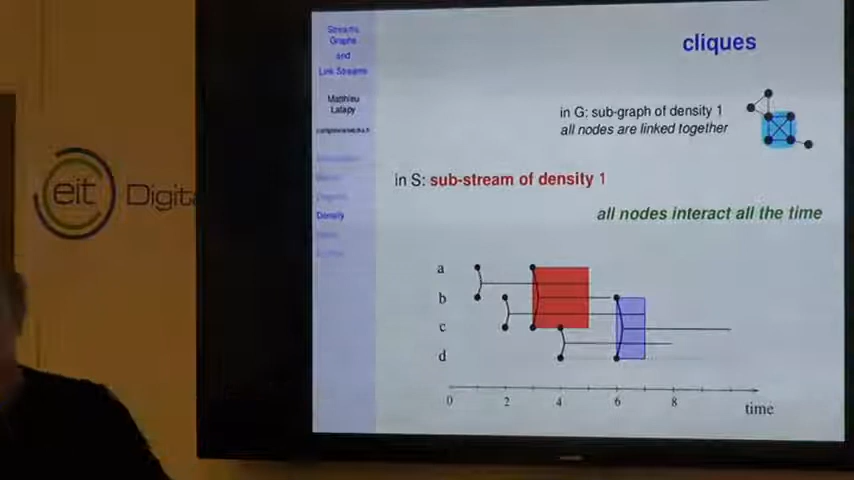 Streams
Graphs
and
Link Streams
Matthieu
Latapy
Density
cliques
in G: sub-graph of density 1
all nodes are linked together
in S: sub-stream of density 1
all nodes interact all the time
a
b
c
d
0 2 4 6 8
time
eit Digita